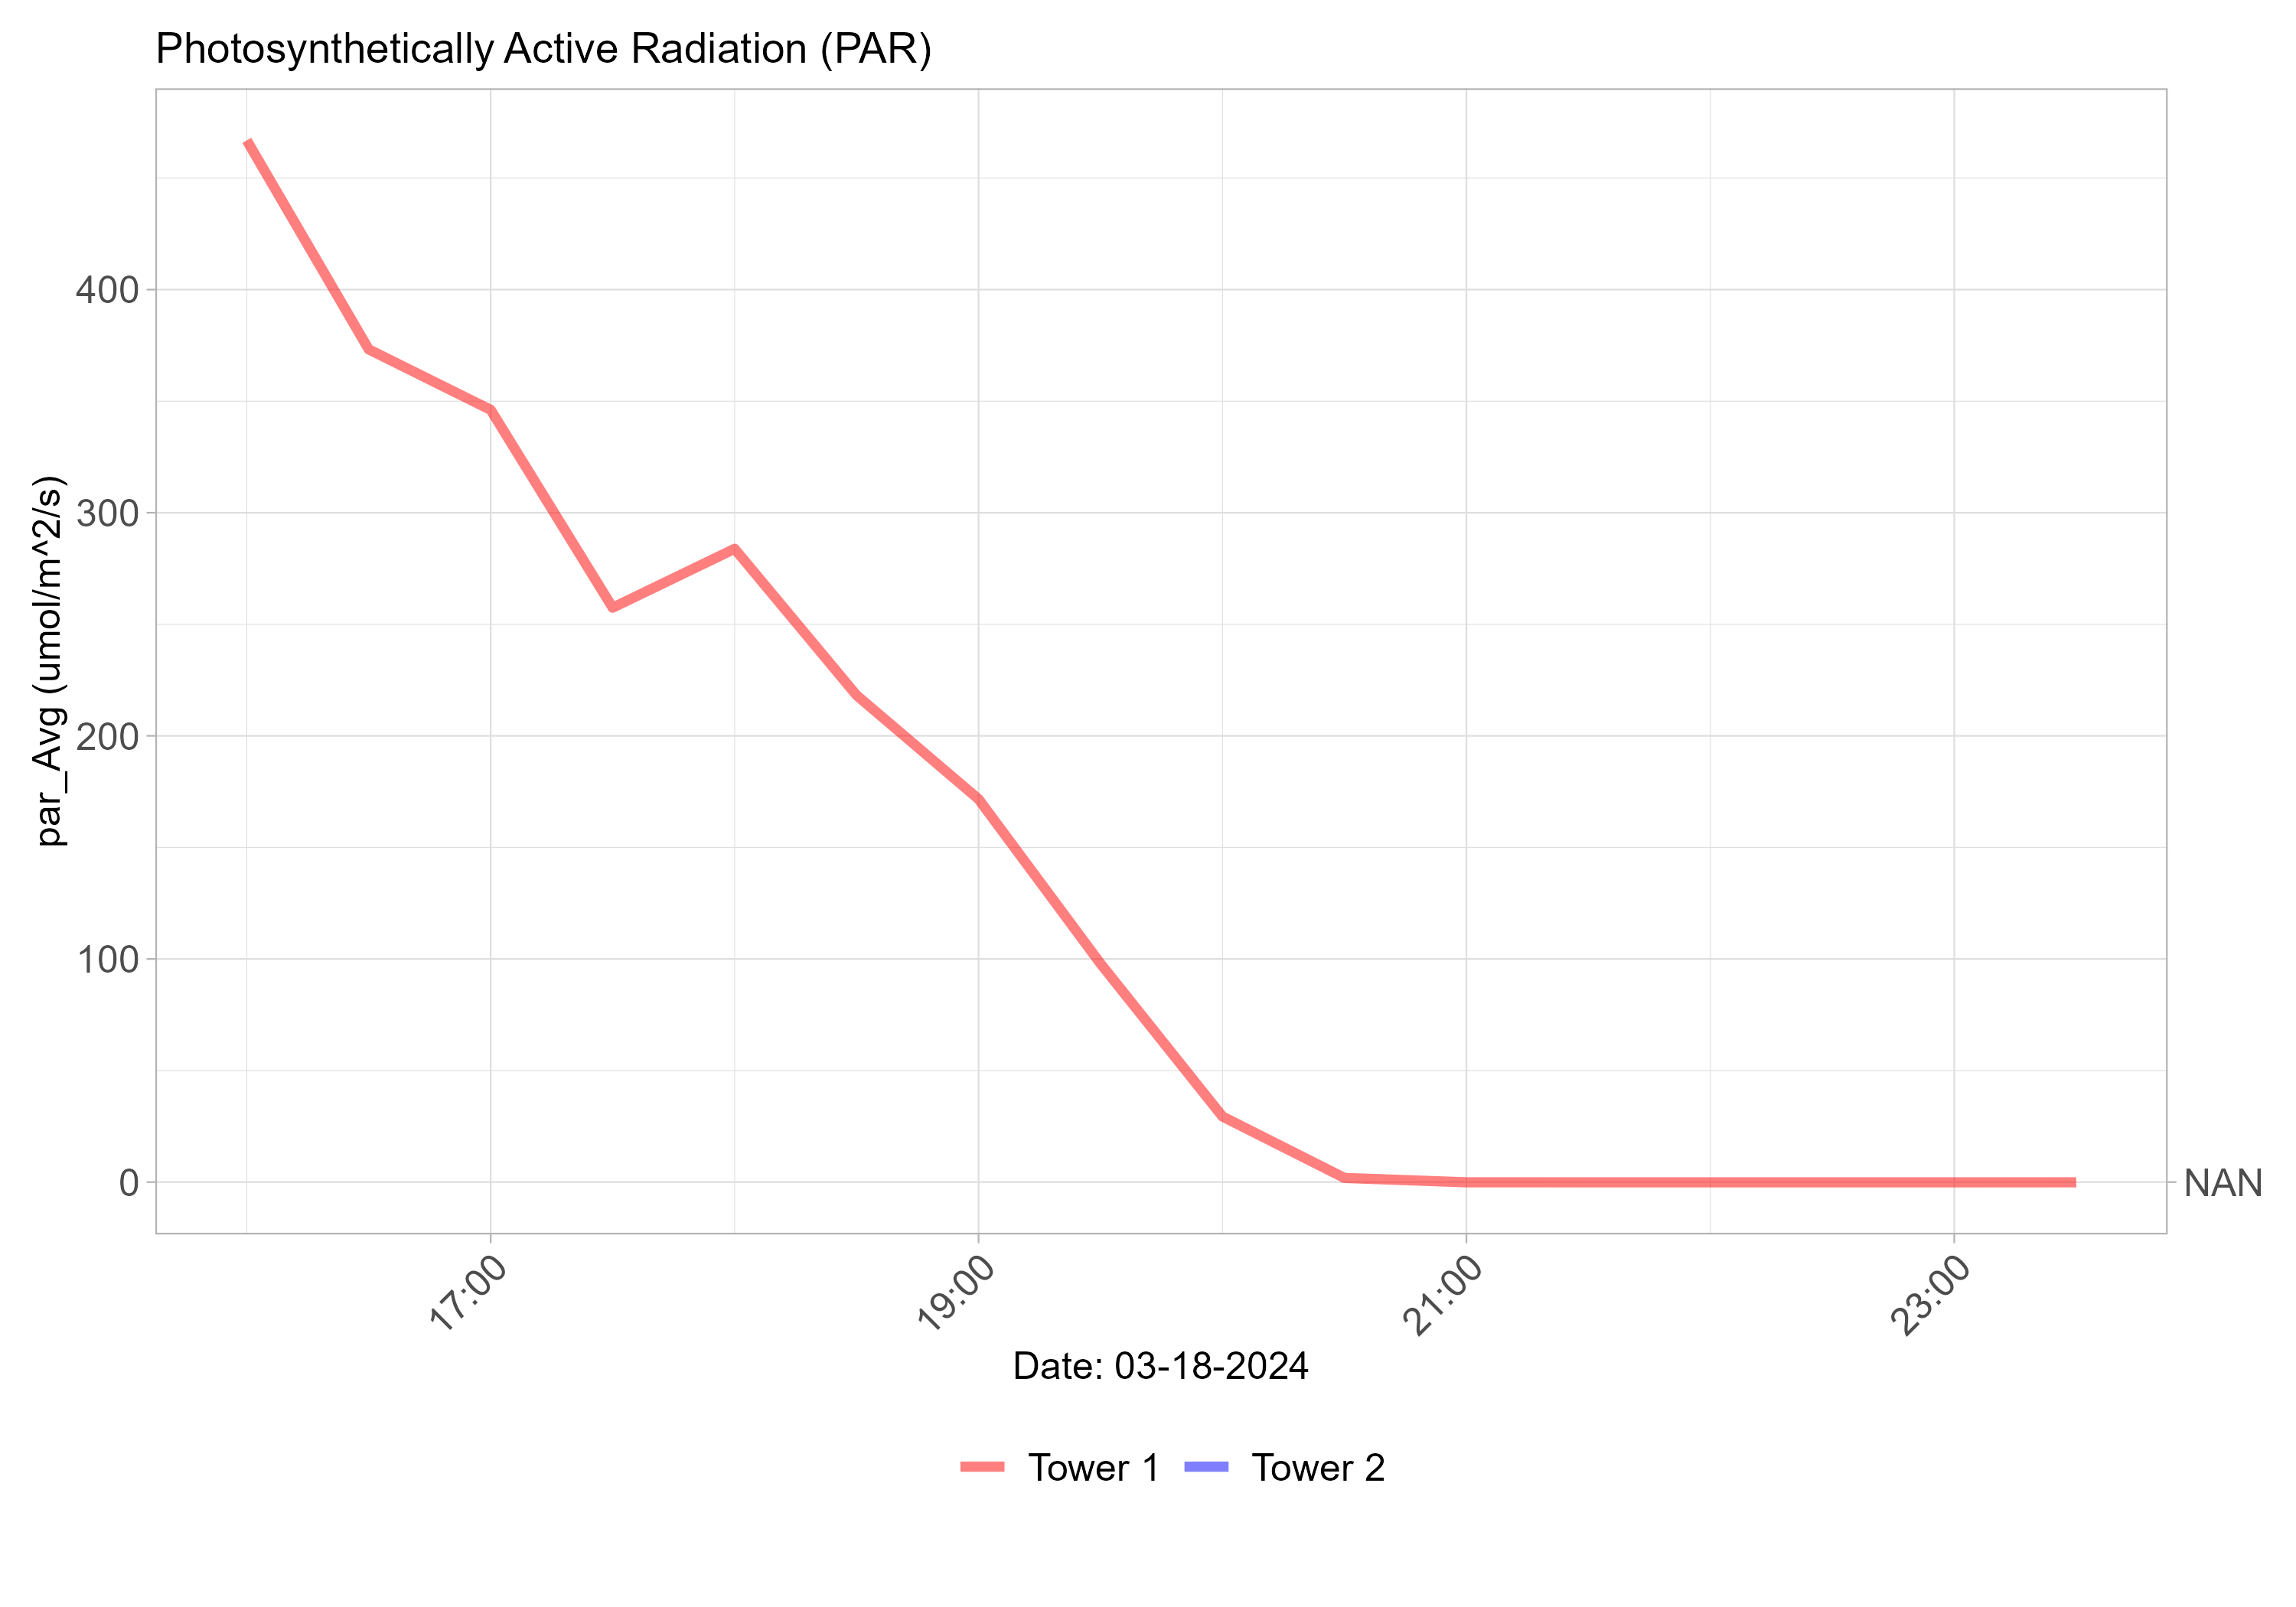 Photosynthetically Active Radiation (PAR)
par_Avg (umol/m^2/s)
400
300
200
100
0
NAN
17:00
19:00
21:00
23:00
Date: 03-18-2024
Tower 1
Tower 2